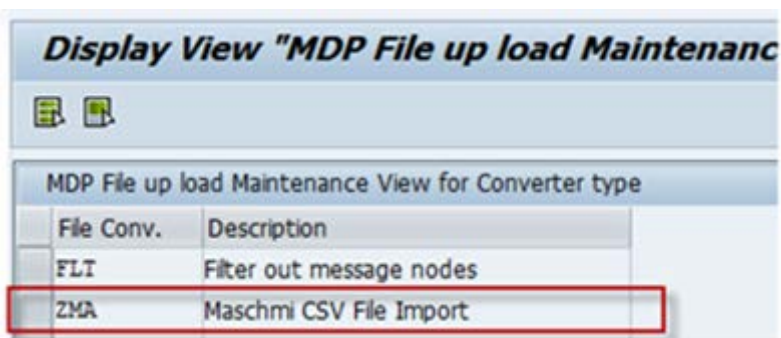 Display View "MDP File up load Maintenanc
MDP File up load Maintenance View for Converter type
File Conv. Description
FLT Filter out message nodes
ZMA Maschmi CSV File Import